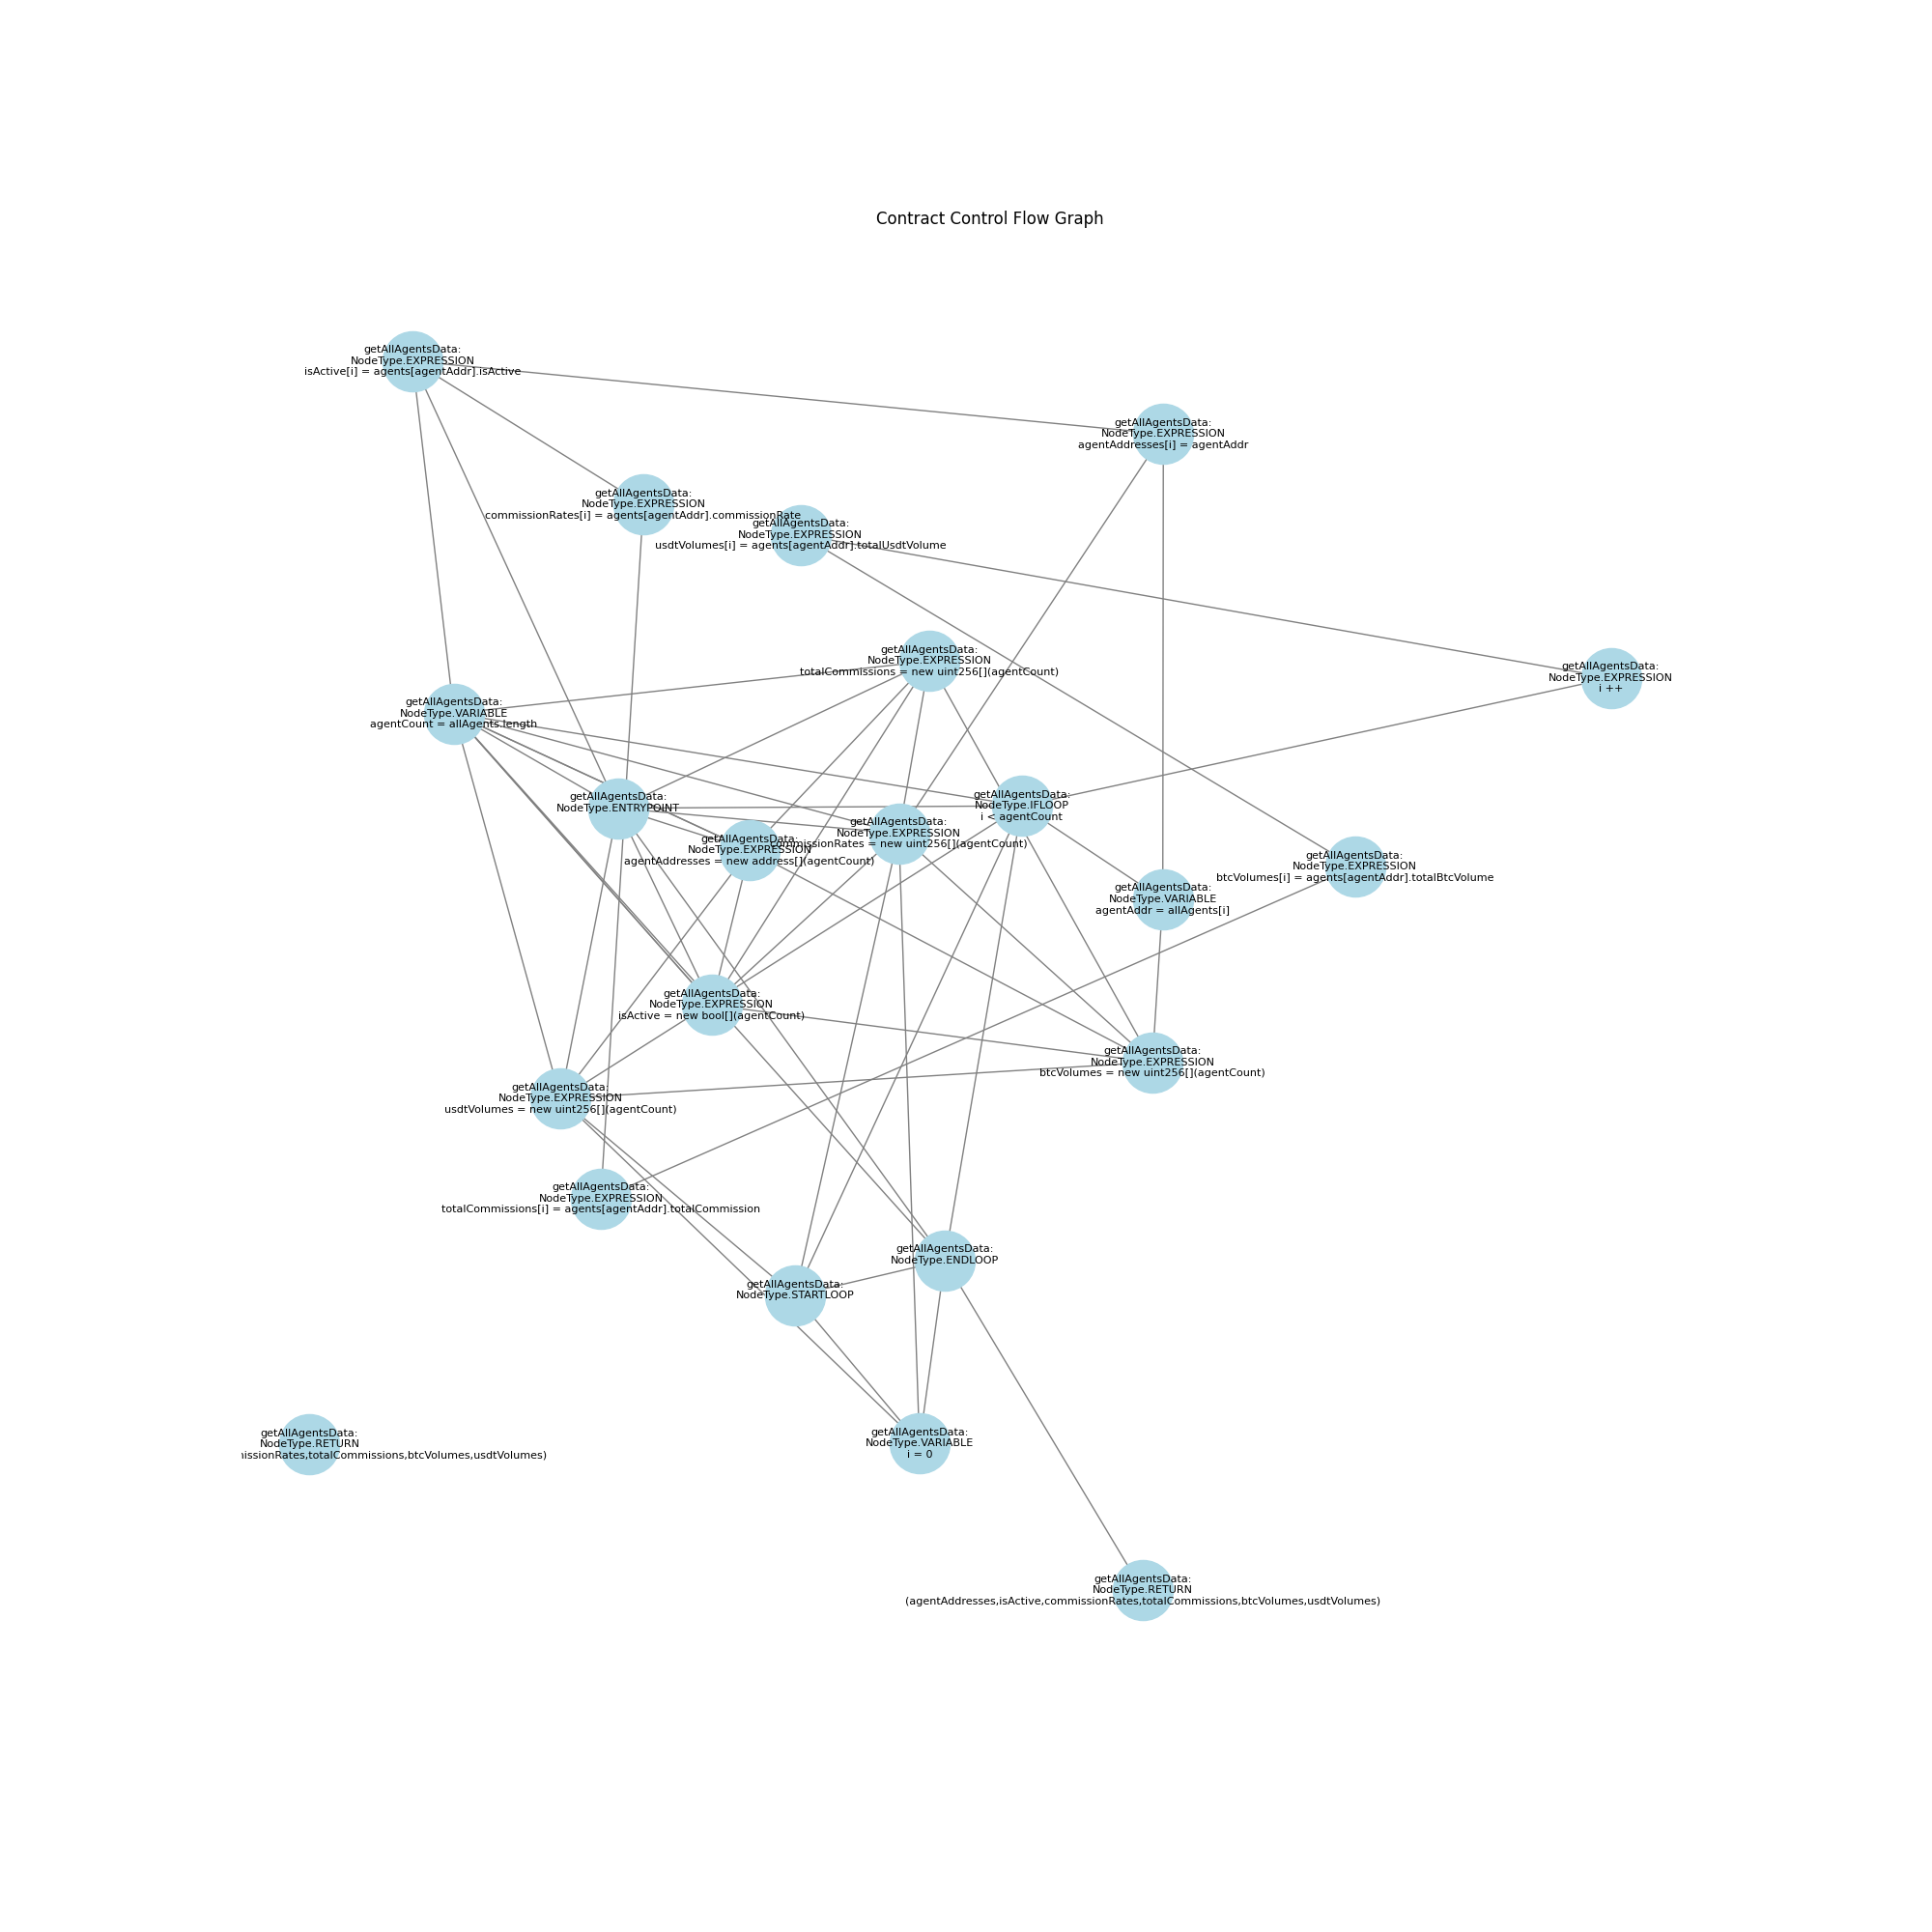 Contract Control Flow Graph
getAllAgentsData:
NodeType.EXPRESSION
isActive[i] = agents[agentAddr].isActive
getAllAgentsData:
NodeType.EXPRESSION
agentAddresses[i] = agentAddr
getAllAgentsData:
NodeType.EXPRESSION
commissionRates[i] = agents[agentAddr].commissionRate
getAllAgentsData:
NodeType.EXPRESSION
usdtVolumes[i] = agents[agentAddr].totalUsdtVolume
getAllAgentsData:
NodeType.EXPRESSION
totalCommissions = new uint256[](agentCount)
getAllAgentsData:
NodeType.EXPRESSION
i ++
getAllAgentsData:
NodeType.VARIABLE
agentCount = allAgents.length
getAllAgentsData:
NodeType.ENTRYPOINT
getAllAgentsData:
NodeType.IFLOOP
i < agentCount
getAllAgentsData:
NodeType.EXPRESSION
commissionRates = new uint256[](agentCount)
getAllAgentsData:
NodeType.EXPRESSION
agentAddresses = new address[](agentCount)
getAllAgentsData:
NodeType.EXPRESSION
btcVolumes[i] = agents[agentAddr].totalBtcVolume
getAllAgentsData:
NodeType.VARIABLE
agentAddr = allAgents[i]
getAllAgentsData:
NodeType.EXPRESSION
isActive = new bool[](agentCount)
getAllAgentsData:
NodeType.EXPRESSION
btcVolumes = new uint256[](agentCount)
getAllAgentsData:
NodeType.EXPRESSION
usdtVolumes = new uint256[](agentCount)
getAllAgentsData:
NodeType.EXPRESSION
totalCommissions[i] = agents[agentAddr].totalCommission
getAllAgentsData:
NodeType.ENDLOOP
getAllAgentsData:
NodeType.STARTLOOP
getAllAgentsData:
NodeType.VARIABLE
i = 0
getAllAgentsData:
NodeType.RETURN
issionRates,totalCommissions,btcVolumes,usdtVolumes)
getAllAgentsData:
NodeType.RETURN
(agentAddresses,isActive,commissionRates,totalCommissions,btcVolumes,usdtVolumes)